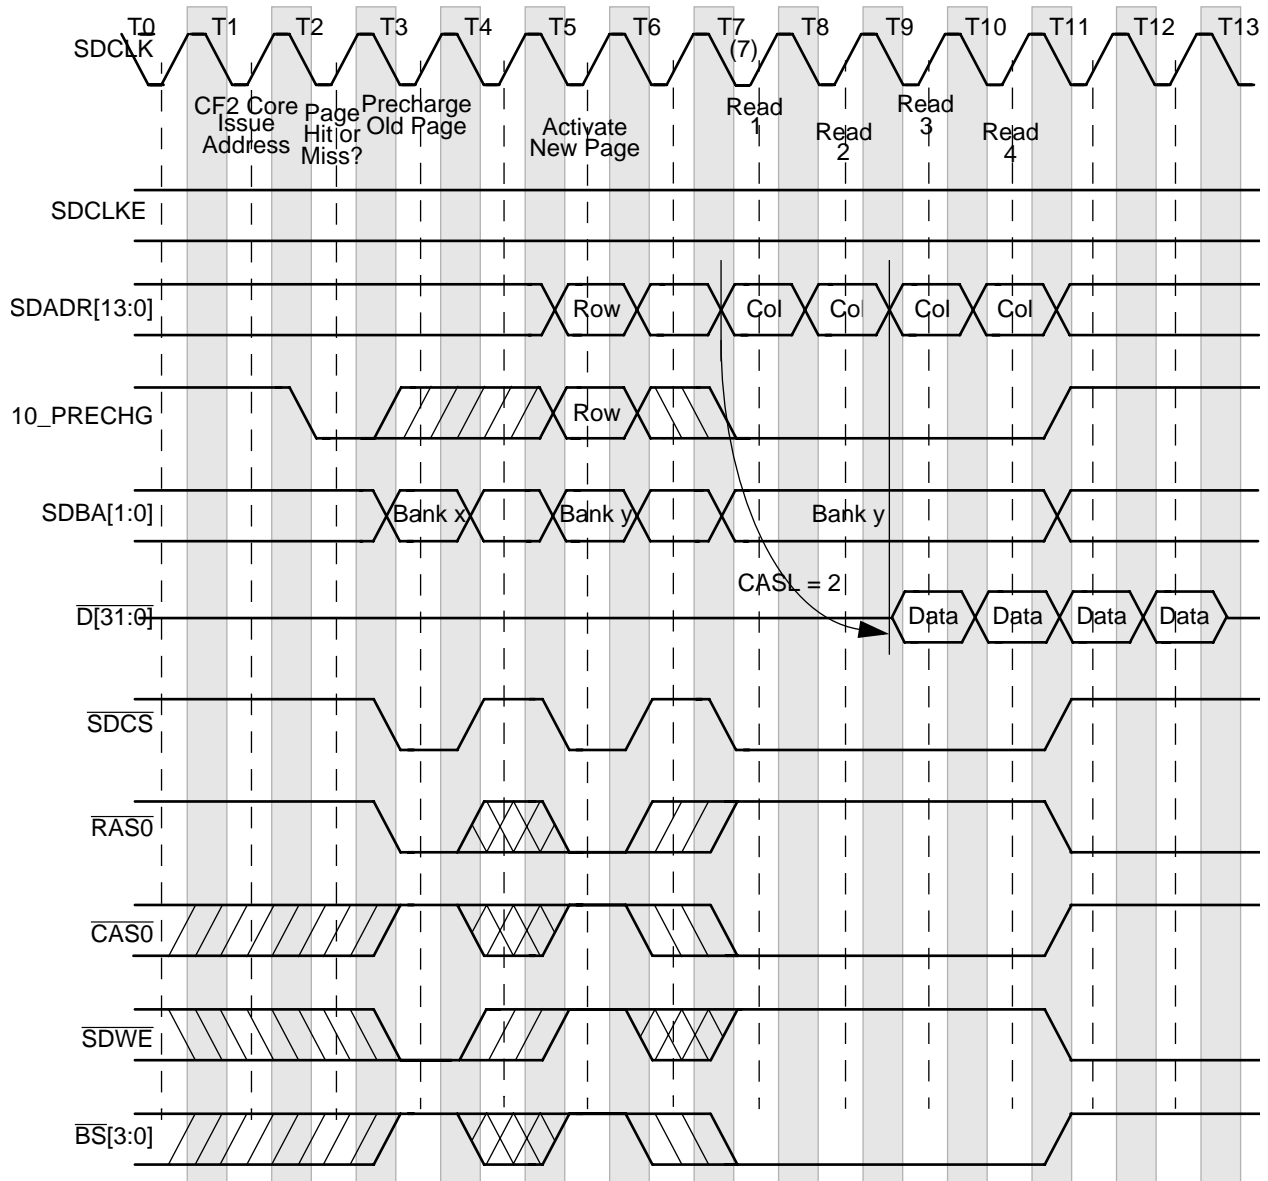 T0 T1 T2 T3 T4 T5 T6 T7 T8 T9 T10 T11 T12 T13
SDCLK
(7)
CF2 Core
Issue
Address
Page
Hit or
Miss?
Precharge
Old Page
Activate
New Page
Read
1
Read
2
Read
3
Read
4
SDCLKE
SDADR[13:0]
Row Col Col Col Col
10_PRECHG
Row
SDBA[1:0]
Bank x Bank y Bank y
CASL = 2
D[31:0]
Data Data Data Data
SDCS
RAS0
CAS0
SDWE
BS[3:0]